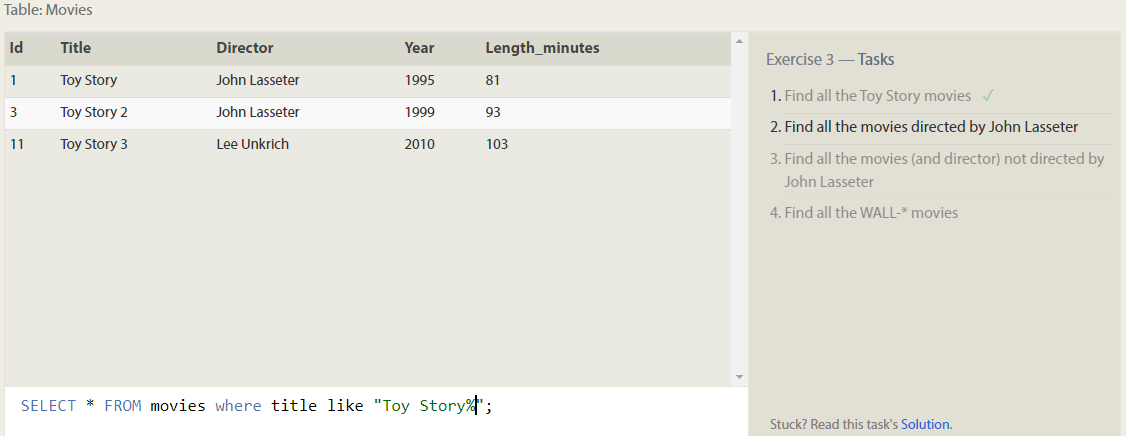 Table: Movies
Id Title Director Year Length_minutes
1 Toy Story John Lasseter 1995 81
3 Toy Story 2 John Lasseter 1999 93
11 Toy Story 3 Lee Unkrich 2010 103
SELECT * FROM movies where title like "Toy Story%";
Exercise 3 — Tasks
1. Find all the Toy Story movies ✓
2. Find all the movies directed by John Lasseter
3. Find all the movies (and director) not directed by
John Lasseter
4. Find all the WALL-* movies
Stuck? Read this task's Solution.